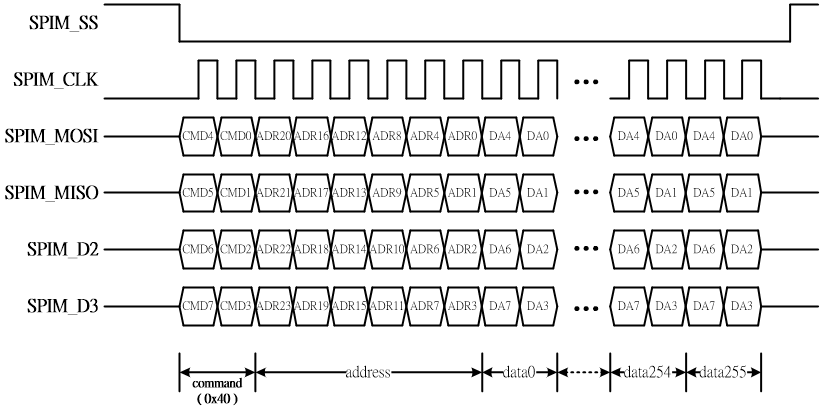 SPIM_SS
SPIM_CLK
SPIM_MOSI CMD4 CMD0 ADR20 ADR16 ADR12 ADR8 ADR4 ADR0 DA4 DA0 ••• DA4 DA0 DA4 DA0
SPIM_MISO CMD5 CMD1 ADR21 ADR17 ADR13 ADR9 ADR5 ADR1 DA5 DA1 ••• DA5 DA1 DA5 DA1
SPIM_D2 CMD6 CMD2 ADR22 ADR18 ADR14 ADR10 ADR6 ADR2 DA6 DA2 ••• DA6 DA2 DA6 DA2
SPIM_D3 CMD7 CMD3 ADR23 ADR19 ADR15 ADR11 ADR7 ADR3 DA7 DA3 ••• DA7 DA3 DA7 DA3
command address data0 data254 data255
(0x40)